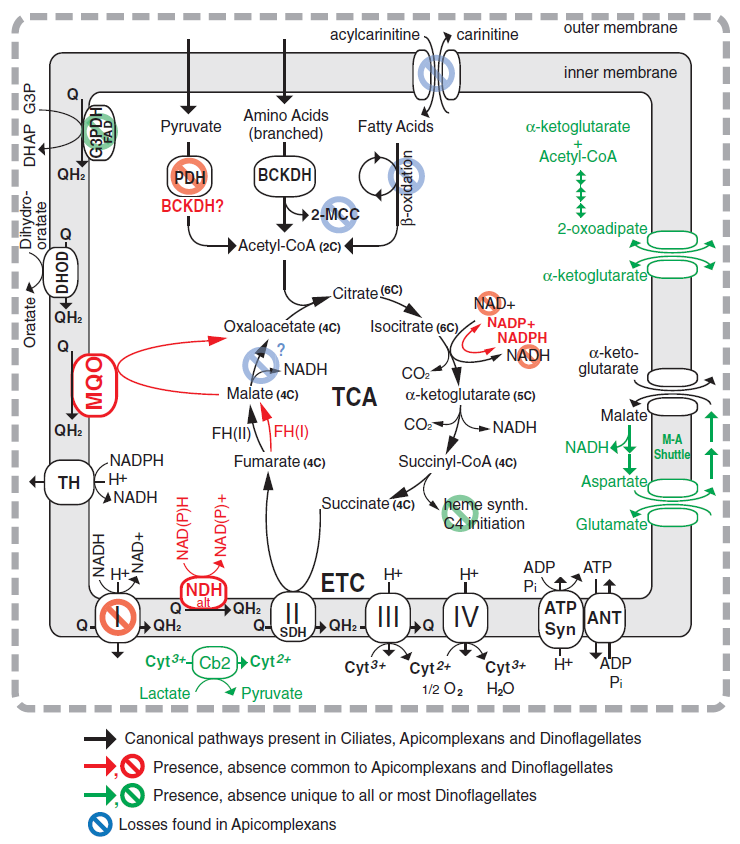 acylcarinitine
carinitine
outer membrane
inner membrane
G3P
DHAP
Q
G3PDH
FAD
QH2
Pyruvate
Amino Acids
(branched)
Fatty Acids
α-ketoglutarate
+
Acetyl-CoA
PDH
BCKDH?
BCKDH
2-MCC
β-oxidation
Acetyl-CoA (2C)
2-oxoadipate
α-ketoglutarate
Dihydro-
oratate
Oratate
Q
DHOD
QH2
Citrate (6C)
Oxaloacetate (4C)
Isocitrate (6C)
NAD+
NADP+
NADPH
NADH
Q
MQO
QH2
?
NADH
Malate (4C)
TCA
CO2
α-ketoglutarate (5C)
CO2
NADH
α-keto-
glutarate
Malate
NADH
M-A
Shuttle
Aspartate
Glutamate
FH(II)
FH(I)
Fumarate (4C)
Succinyl-CoA (4C)
TH
NADPH
H+
NADH
Succinate (4C)
heme synth.
C4 initiation
NADH
H+
NAD+
NAD(P)H
NAD(P)+
ETC
H+
H+
ADP
Pi
ATP
Q
I
QH2
NDH
alt
Q
QH2
Q
II
SDH
QH2
III
Q
IV
ATP
Syn
ANT
Cyt3+
Cb2
Cyt2+
Lactate
Pyruvate
Cyt3+
Cyt2+
Cyt3+
1/2 O2
H2O
H+
ADP
Pi
Canonical pathways present in Ciliates, Apicomplexans and Dinoflagellates
, Presence, absence common to Apicomplexans and Dinoflagellates
, Presence, absence unique to all or most Dinoflagellates
Losses found in Apicomplexans